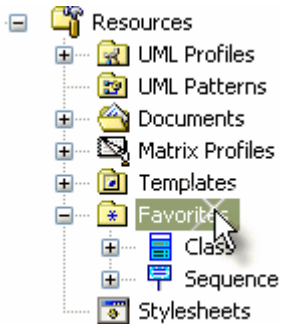 Resources
UML Profiles
UML Patterns
Documents
Matrix Profiles
Templates
Favorites
Class
Sequence
Stylesheets